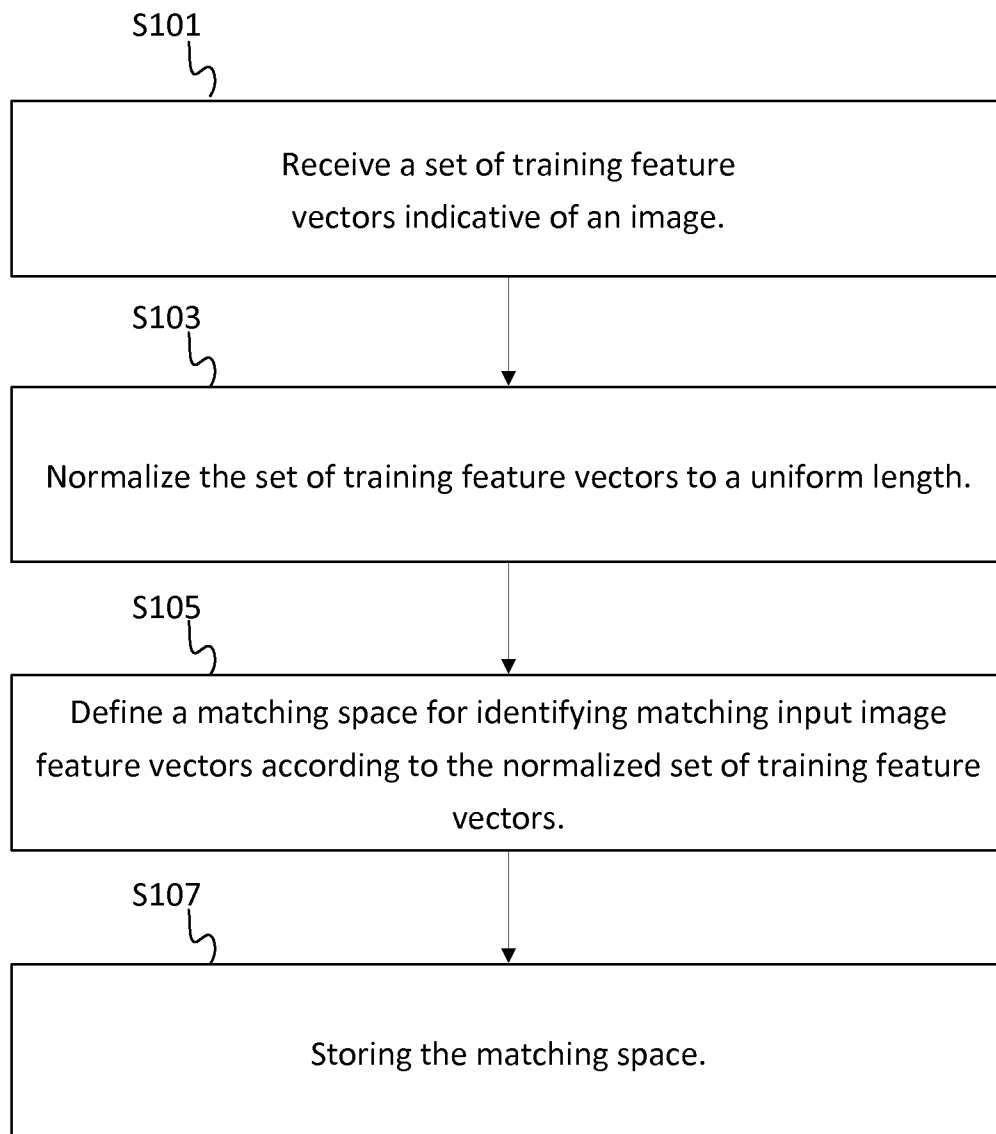 S101
Receive a set of training feature
vectors indicative of an image.
S103
Normalize the set of training feature vectors to a uniform length.
S105
Define a matching space for identifying matching input image
feature vectors according to the normalized set of training feature
vectors.
S107
Storing the matching space.